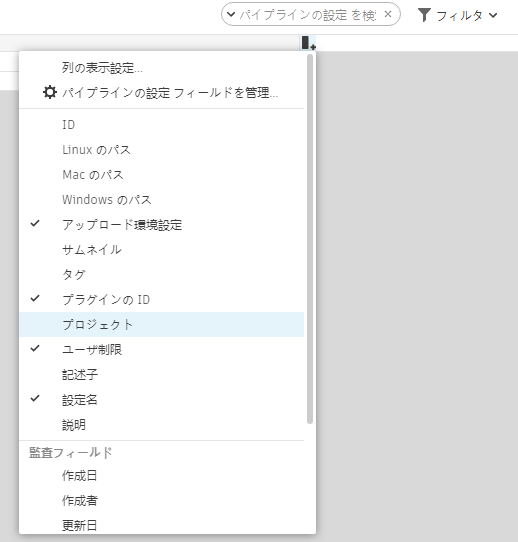 パイプラインの設定 を検
フィルタ
列の表示設定...
パイプラインの設定 フィールドを管理...
ID
Linux のパス
Mac のパス
Windows のパス
アップロード環境設定
サムネイル
タグ
プラグインの ID
プロジェクト
ユーザ制限
記述子
設定名
説明
監査フィールド
作成日
作成者
更新日